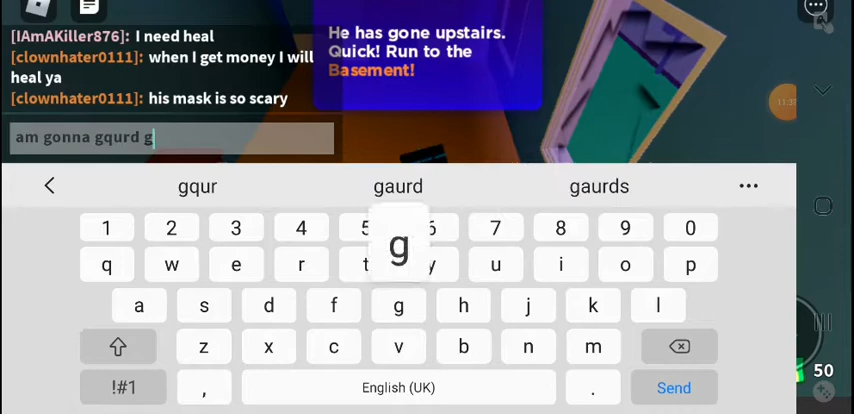 [IAmAKiller876]: I need heal
[clownhater0111]: when I get money I will
heal ya
[clownhater0111]: his mask is so scary
am gonna gqurd g
He has gone upstairs.
Quick! Run to the
Basement!
11:37
gqur gaurd gaurds
1 2 3 4 5 6 7 8 9 0
q w e r t y u i o p
g
a s d f g h j k l
z x c v b n m
!#1 , English (UK) . Send
50